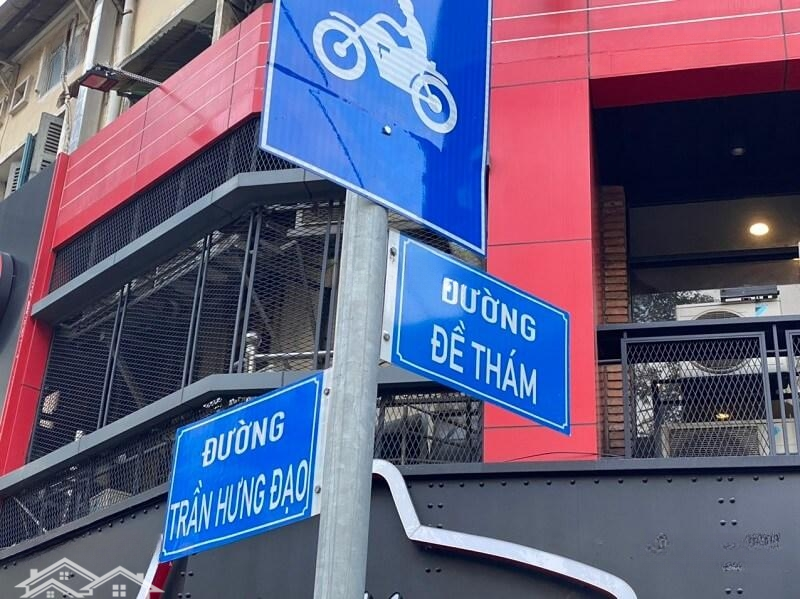 ĐƯỜNG
ĐỀ THÁM
ĐƯỜNG
TRẦN HƯNG ĐẠO